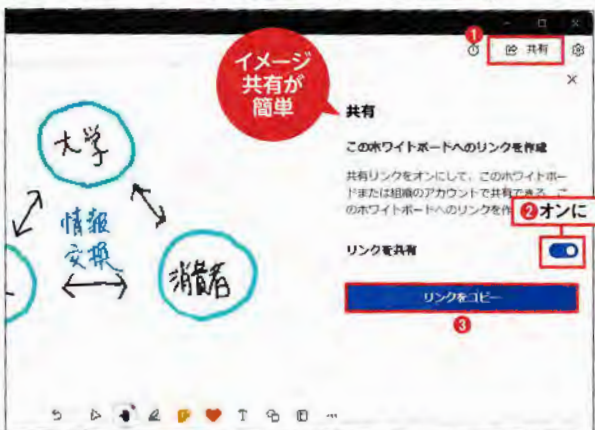 イメージ
共有が
簡単
❶
共有
共有
このホワイトボードへのリンクを作成
共有リンクをオンにして、このホワイトボー
ドまたは組織のアカウントで共有できる、こ
のホワイトボードへのリンクを作
❷オンに
リンクを共有
リンクをコピー
❸
大学
情報
交換
消費者
T